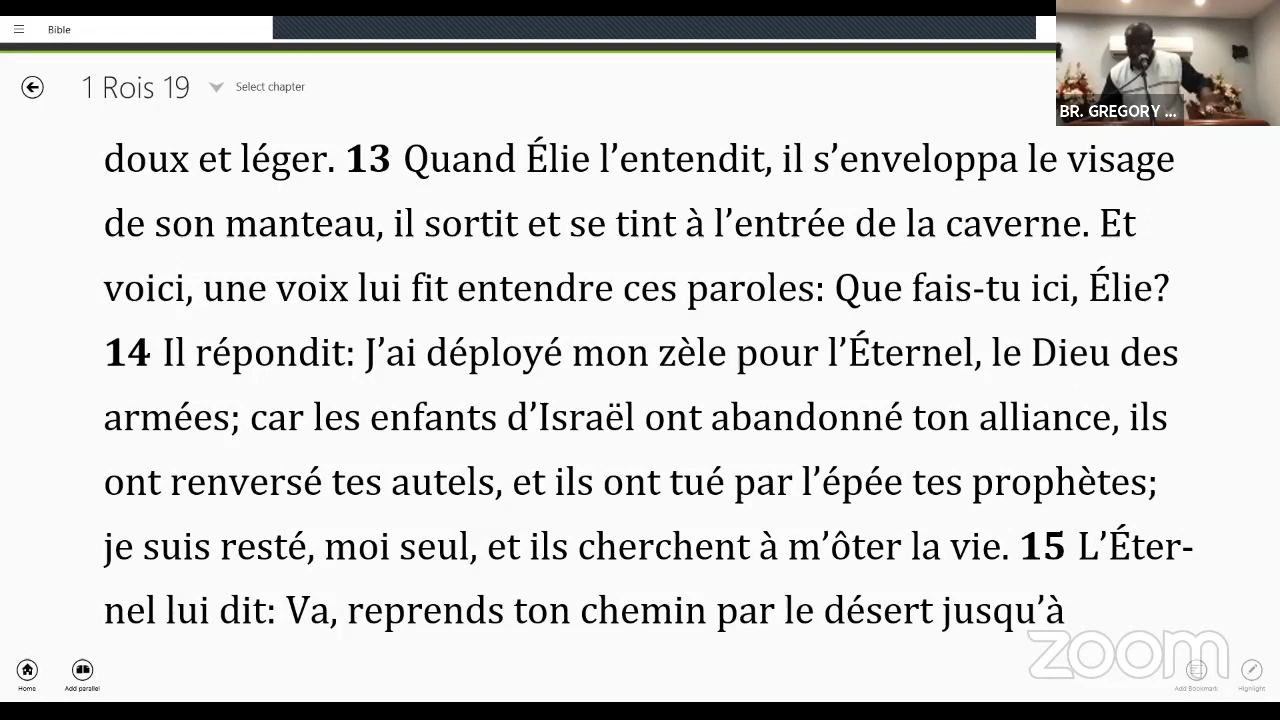 Bible
1 Rois 19
Select chapter
BR. GREGORY ...
doux et léger. 13 Quand Élie l’entendit, il s’enveloppa le visage
de son manteau, il sortit et se tint à l’entrée de la caverne. Et
voici, une voix lui fit entendre ces paroles: Que fais-tu ici, Élie?
14 Il répondit: J’ai déployé mon zèle pour l’Éternel, le Dieu des
armées; car les enfants d’Israël ont abandonné ton alliance, ils
ont renversé tes autels, et ils ont tué par l’épée tes prophètes;
je suis resté, moi seul, et ils cherchent à m’ôter la vie. 15 L’Éter-
nel lui dit: Va, reprends ton chemin par le désert jusqu’à
zoom
Home
Add parallel
Add Bookmark
Highlight